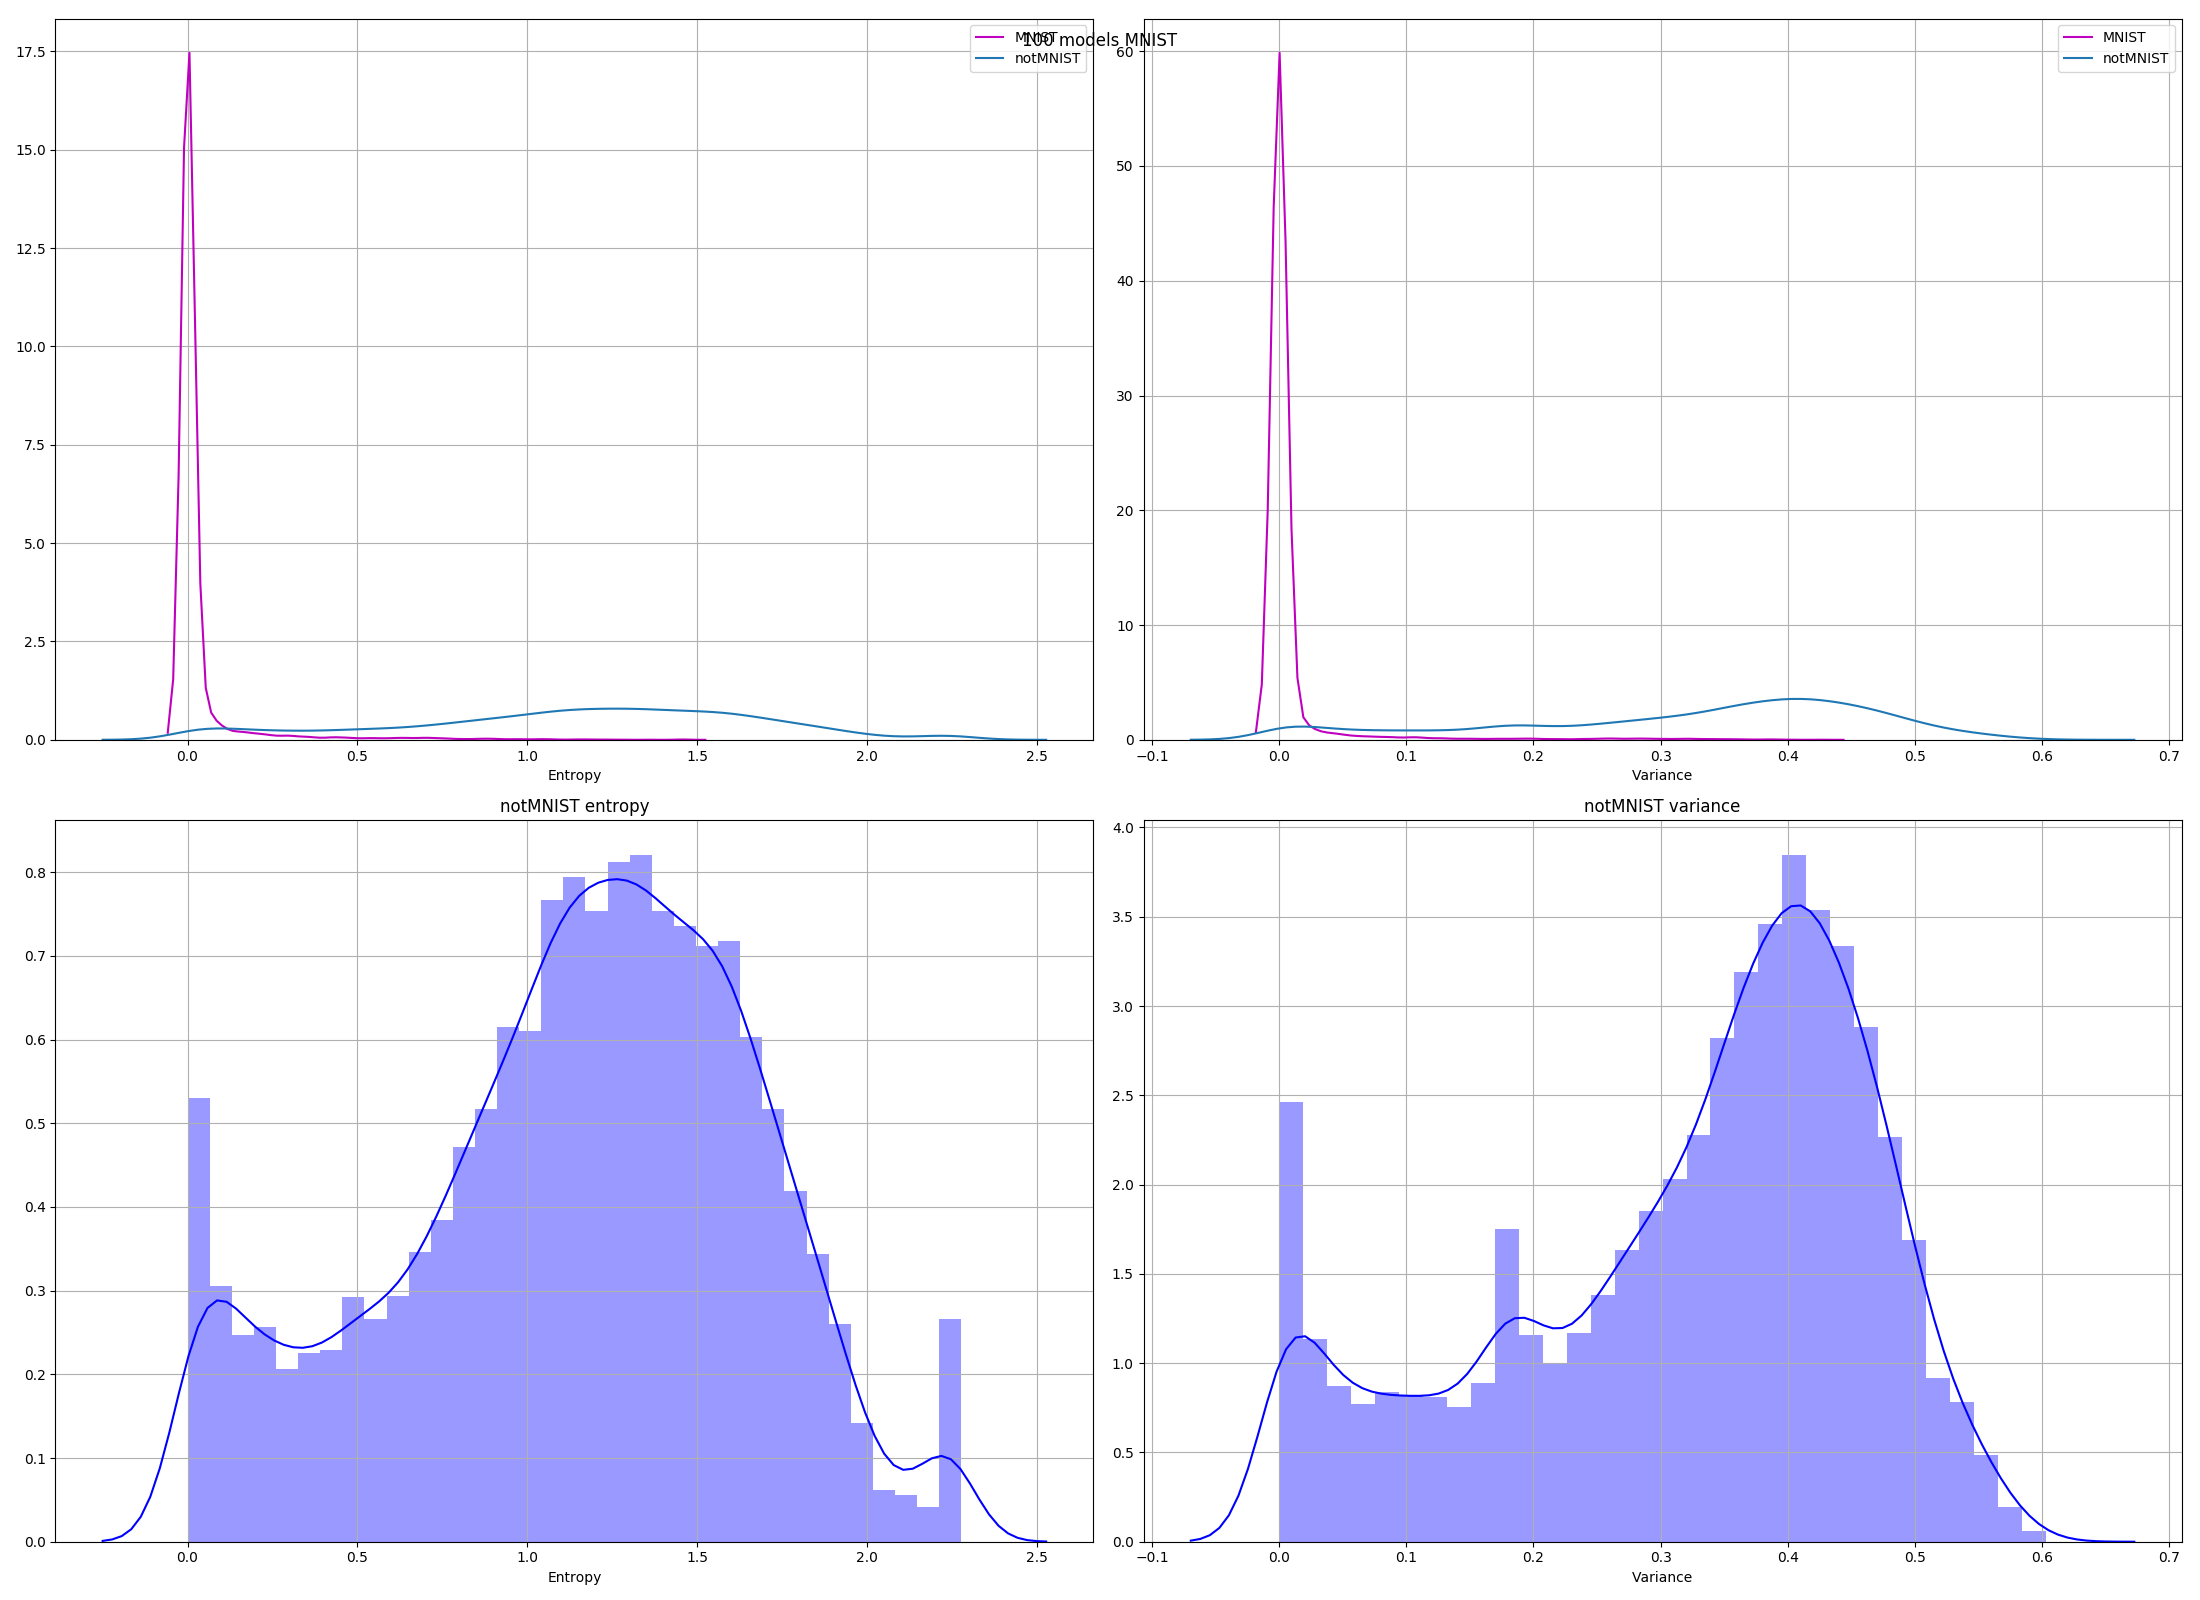 100 models MNIST
MNIST
notMNIST
17.5
15.0
12.5
10.0
7.5
5.0
2.5
0.0
0.0 0.5 1.0 1.5 2.0 2.5
Entropy
MNIST
notMNIST
60
50
40
30
20
10
0
−0.1 0.0 0.1 0.2 0.3 0.4 0.5 0.6 0.7
Variance
notMNIST entropy
0.8
0.7
0.6
0.5
0.4
0.3
0.2
0.1
0.0
0.0 0.5 1.0 1.5 2.0 2.5
Entropy
notMNIST variance
4.0
3.5
3.0
2.5
2.0
1.5
1.0
0.5
0.0
−0.1 0.0 0.1 0.2 0.3 0.4 0.5 0.6 0.7
Variance